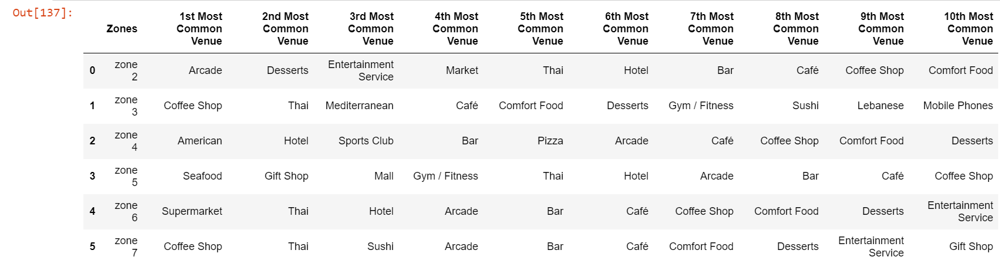 Out[137]:
Zones 1st Most Common Venue 2nd Most Common Venue 3rd Most Common Venue 4th Most Common Venue 5th Most Common Venue 6th Most Common Venue 7th Most Common Venue 8th Most Common Venue 9th Most Common Venue 10th Most Common Venue
0 zone 2 Arcade Desserts Entertainment Service Market Thai Hotel Bar Café Coffee Shop Comfort Food
1 zone 3 Coffee Shop Thai Mediterranean Café Comfort Food Desserts Gym / Fitness Sushi Lebanese Mobile Phones
2 zone 4 American Hotel Sports Club Bar Pizza Arcade Café Coffee Shop Comfort Food Desserts
3 zone 5 Seafood Gift Shop Mall Gym / Fitness Thai Hotel Arcade Bar Café Coffee Shop
4 zone 6 Supermarket Thai Hotel Arcade Bar Café Coffee Shop Comfort Food Desserts Entertainment Service
5 zone 7 Coffee Shop Thai Sushi Arcade Bar Café Comfort Food Desserts Entertainment Service Gift Shop